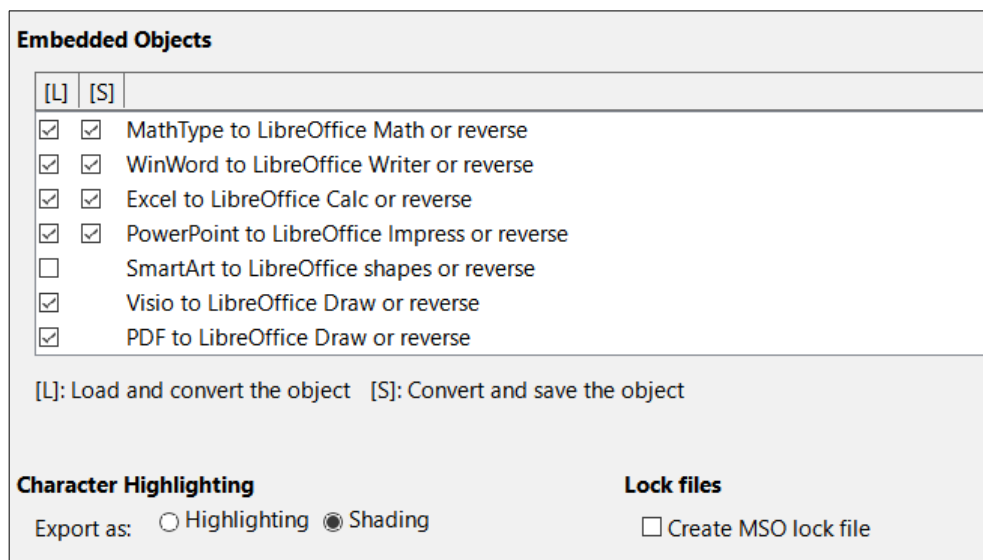 Embedded Objects
[L] [S]
MathType to LibreOffice Math or reverse
WinWord to LibreOffice Writer or reverse
Excel to LibreOffice Calc or reverse
PowerPoint to LibreOffice Impress or reverse
SmartArt to LibreOffice shapes or reverse
Visio to LibreOffice Draw or reverse
PDF to LibreOffice Draw or reverse
[L]: Load and convert the object [S]: Convert and save the object
Character Highlighting
Export as: Highlighting Shading
Lock files
Create MSO lock file